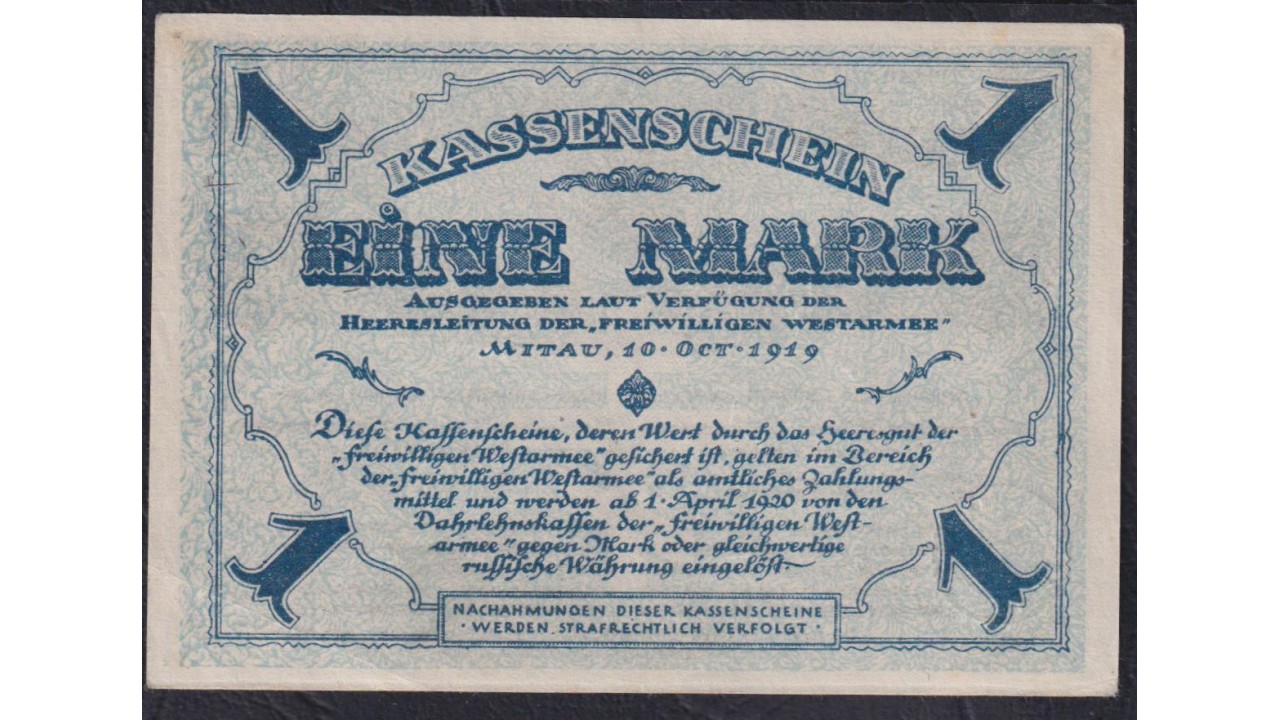 1 1
KASSENSCHEIN
EINE MARK
AUSGEGEBEN LAUT VERFÜGUNG DER
HEERESLEITUNG DER „FREIWILLIGEN WESTARMEE"
MITAU, 10·OCT·1919
Diese Kassenscheine, deren Wert durch das Heeresgut der
„freiwilligen Westarmee" gesichert ist, gelten im Bereich
der „freiwilligen Westarmee" als amtliches Zahlungs-
mittel und werden ab 1·April 1920 von den
Dahrlehnskassen der „freiwilligen West-
armee" gegen Mark oder gleichwertige
russische Währung eingelöst·
1 1
NACHAHMUNGEN DIESER KASSENSCHEINE
· WERDEN STRAFRECHTLICH VERFOLGT ·